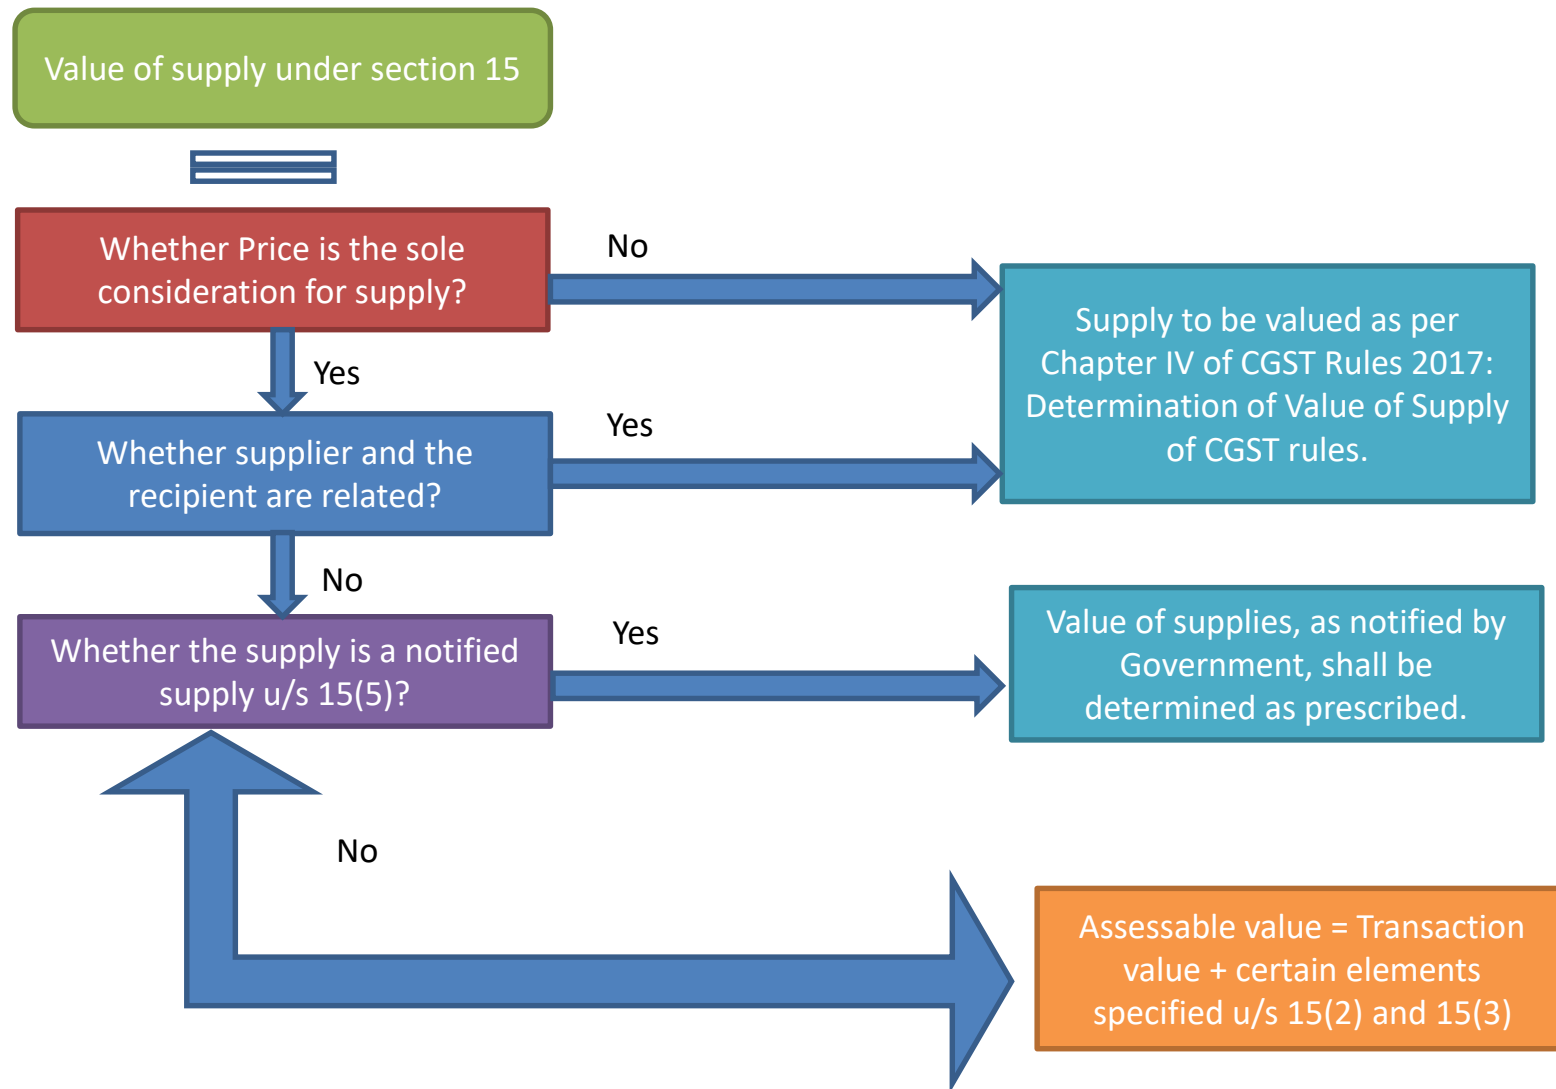 Value of supply under section 15
Whether Price is the sole
consideration for supply?
No
Supply to be valued as per
Chapter IV of CGST Rules 2017:
Determination of Value of Supply
of CGST rules.
Yes
Whether supplier and the
recipient are related?
Yes
No
Whether the supply is a notified
supply u/s 15(5)?
Yes
Value of supplies, as notified by
Government, shall be
determined as prescribed.
No
Assessable value = Transaction
value + certain elements
specified u/s 15(2) and 15(3)